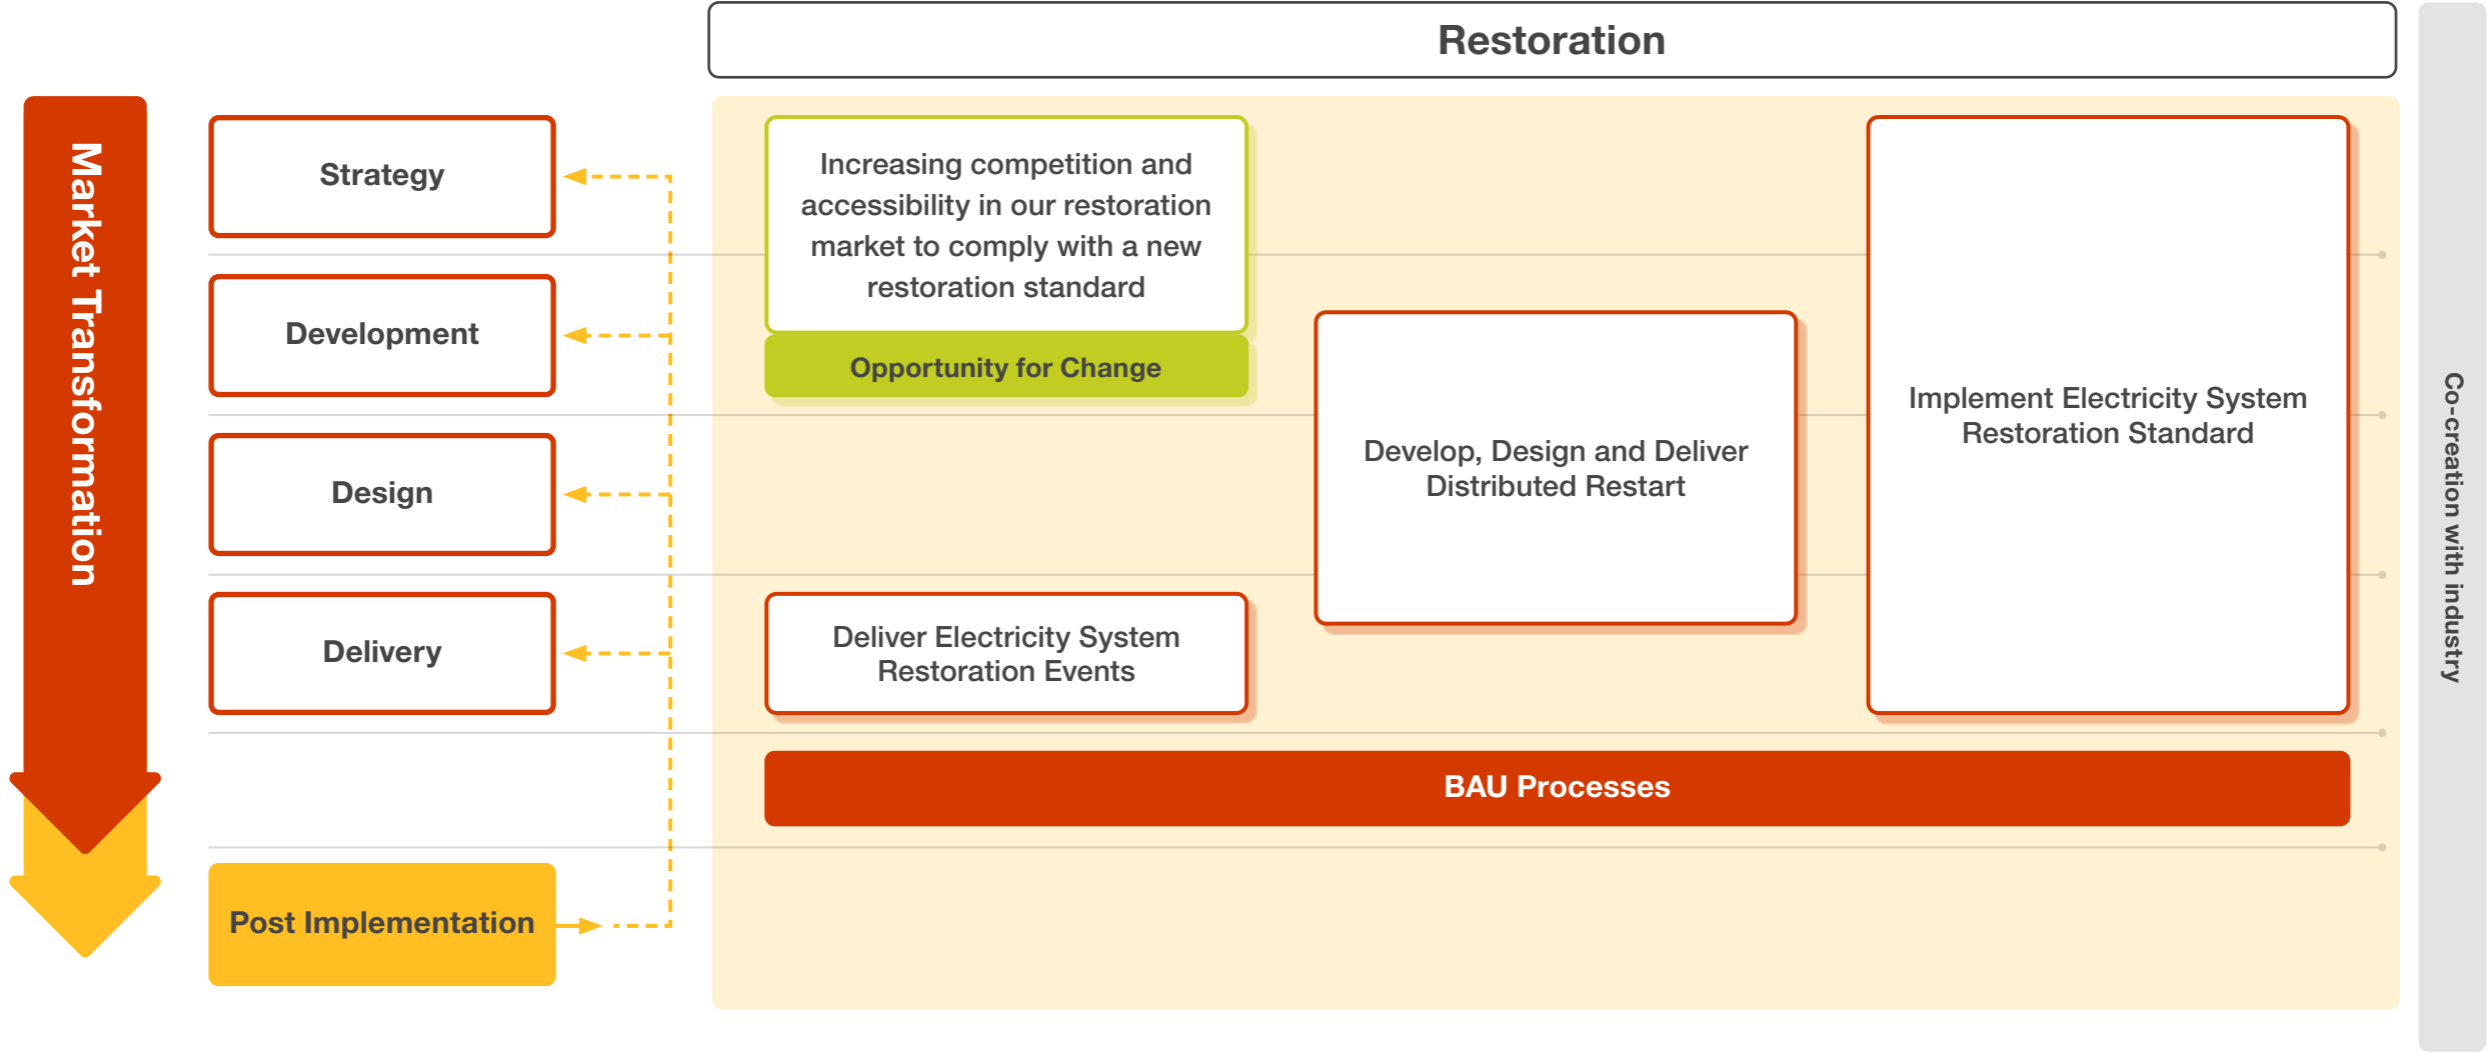 Restoration
Market Transformation
Strategy
Development
Design
Delivery
Post Implementation
Increasing competition and
accessibility in our restoration
market to comply with a new
restoration standard
Opportunity for Change
Deliver Electricity System
Restoration Events
Develop, Design and Deliver
Distributed Restart
Implement Electricity System
Restoration Standard
BAU Processes
Co-creation with industry